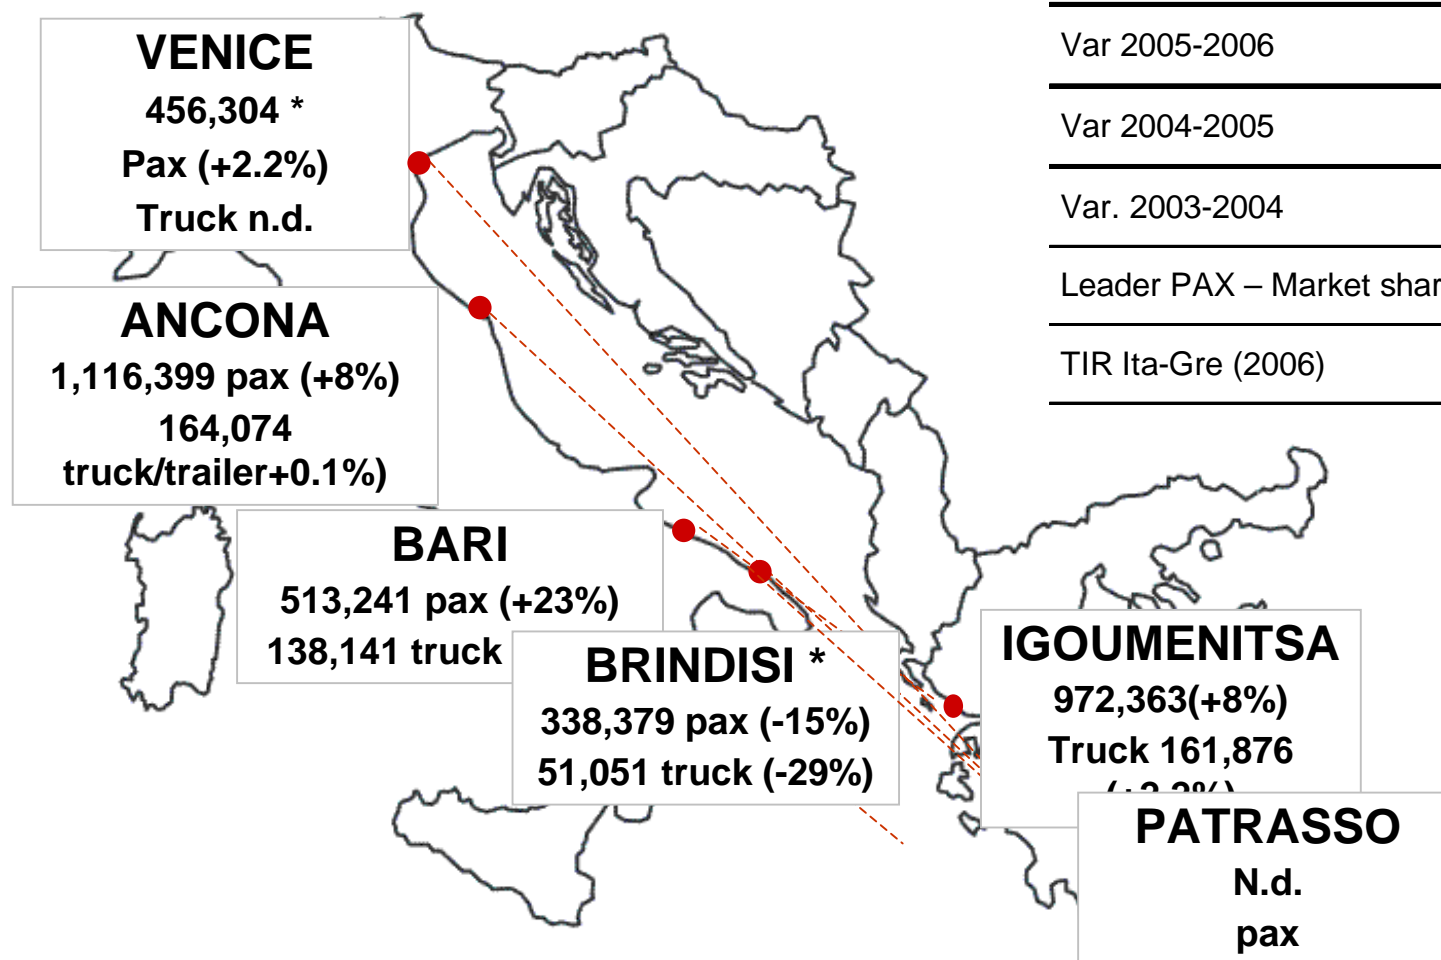 VENICE
456,304 *
Pax (+2.2%)
Truck n.d.
ANCONA
1,116,399 pax (+8%)
164,074
truck/trailer+0.1%)
BARI
513,241 pax (+23%)
138,141 truck
BRINDISI *
338,379 pax (-15%)
51,051 truck (-29%)
IGOUMENITSA
972,363(+8%)
Truck 161,876
PATRASSO
N.d.
pax
Var 2005-2006
Var 2004-2005
Var. 2003-2004
Leader PAX – Market shar
TIR Ita-Gre (2006)